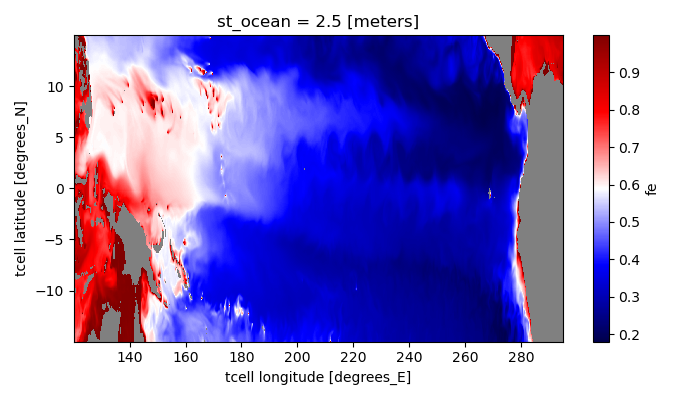 st_ocean = 2.5 [meters]
10
5
0
−5
−10
tcell latitude [degrees_N]
140 160 180 200 220 240 260 280
tcell longitude [degrees_E]
0.9
0.8
0.7
0.6
0.5
0.4
0.3
0.2
fe